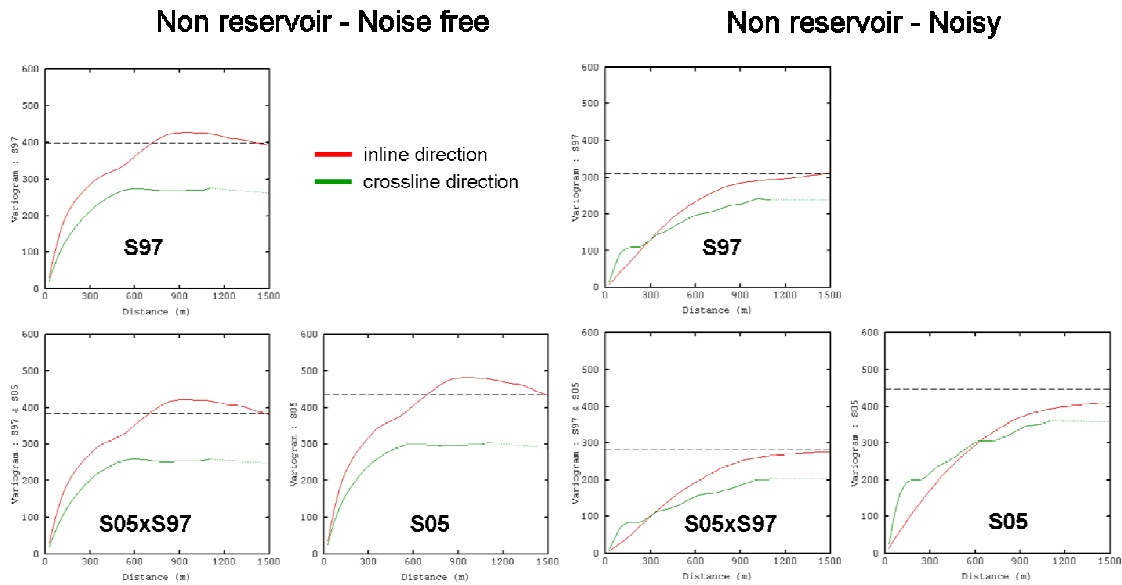 Non reservoir - Noise free
Non reservoir - Noisy
600
500
400
300
200
100
0
Variogram : S97
0 300 600 900 1200 1500
Distance (m)
S97
inline direction
crossline direction
600
500
400
300
200
100
0
Variogram : S97
0 300 600 900 1200 1500
Distance (m)
S97
600
500
400
300
200
100
0
Variogram : S97 & S05
0 300 600 900 1200 1500
Distance (m)
S05xS97
600
500
400
300
200
100
0
Variogram : S05
0 300 600 900 1200 1500
Distance (m)
S05
600
500
400
300
200
100
0
Variogram : S97 & S05
0 300 600 900 1200 1500
Distance (m)
S05xS97
600
500
400
300
200
100
0
Variogram : S05
0 300 600 900 1200 1500
Distance (m)
S05